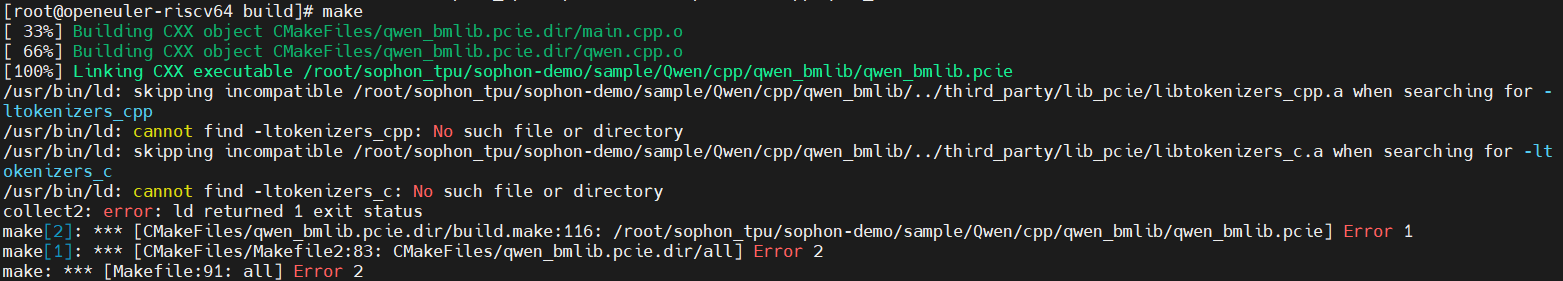 [root@openeuler-riscv64 build]# make
[ 33%] Building CXX object CMakeFiles/qwen_bmlib.pcie.dir/main.cpp.o
[ 66%] Building CXX object CMakeFiles/qwen_bmlib.pcie.dir/qwen.cpp.o
[100%] Linking CXX executable /root/sophon_tpu/sophon-demo/sample/Qwen/cpp/qwen_bmlib/qwen_bmlib.pcie
/usr/bin/ld: skipping incompatible /root/sophon_tpu/sophon-demo/sample/Qwen/cpp/qwen_bmlib/../third_party/lib_pcie/libtokenizers_cpp.a when searching for -
ltokenizers_cpp
/usr/bin/ld: cannot find -ltokenizers_cpp: No such file or directory
/usr/bin/ld: skipping incompatible /root/sophon_tpu/sophon-demo/sample/Qwen/cpp/qwen_bmlib/../third_party/lib_pcie/libtokenizers_c.a when searching for -lt
okenizers_c
/usr/bin/ld: cannot find -ltokenizers_c: No such file or directory
collect2: error: ld returned 1 exit status
make[2]: *** [CMakeFiles/qwen_bmlib.pcie.dir/build.make:116: /root/sophon_tpu/sophon-demo/sample/Qwen/cpp/qwen_bmlib/qwen_bmlib.pcie] Error 1
make[1]: *** [CMakeFiles/Makefile2:83: CMakeFiles/qwen_bmlib.pcie.dir/all] Error 2
make: *** [Makefile:91: all] Error 2